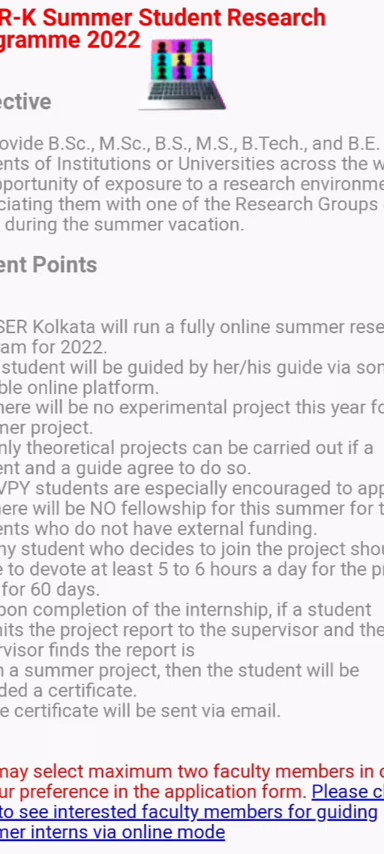 R-K Summer Student Research
gramme 2022
ective
ovide B.Sc., M.Sc., B.S., M.S., B.Tech., and B.E.
ents of Institutions or Universities across the w
pportunity of exposure to a research environme
ciating them with one of the Research Groups
during the summer vacation.
ent Points
SER Kolkata will run a fully online summer rese
ram for 2022.
student will be guided by her/his guide via son
ble online platform.
here will be no experimental project this year fo
mer project.
nly theoretical projects can be carried out if a
ent and a guide agree to do so.
VPY students are especially encouraged to app
here will be NO fellowship for this summer for t
ents who do not have external funding.
ny student who decides to join the project shou
e to devote at least 5 to 6 hours a day for the pr
for 60 days.
pon completion of the internship, if a student
nits the project report to the supervisor and the
rvisor finds the report is
n a summer project, then the student will be
ded a certificate.
e certificate will be sent via email.
may select maximum two faculty members in o
ur preference in the application form. Please cl
to see interested faculty members for guiding
mer interns via online mode